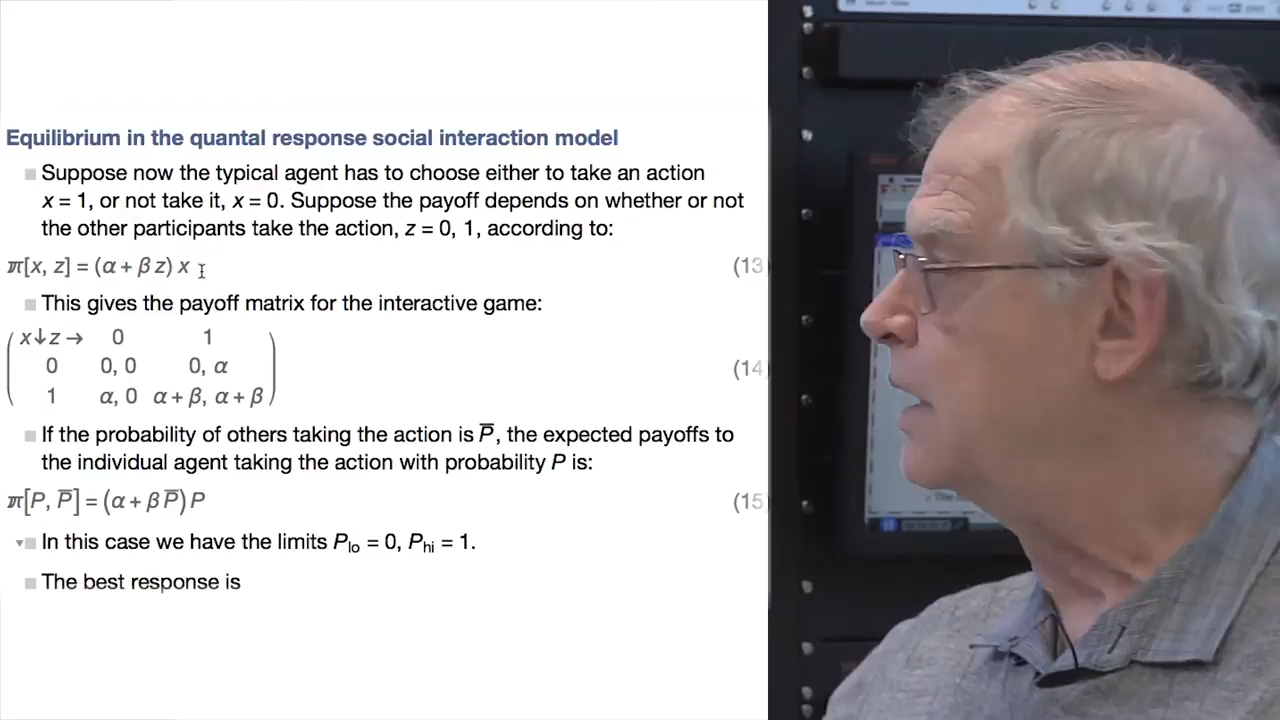 Equilibrium in the quantal response social interaction model
Suppose now the typical agent has to choose either to take an action
x = 1, or not take it, x = 0. Suppose the payoff depends on whether or not
the other participants take the action, z = 0, 1, according to:
π[x, z] = (α + β z) x (13)
This gives the payoff matrix for the interactive game:
x↓z→ 0 1
0 0, 0 0, α
1 α, 0 α + β, α + β
(14)
If the probability of others taking the action is P̅, the expected payoffs to
the individual agent taking the action with probability P is:
π[P, P̅] = (α + β P̅) P (15)
In this case we have the limits Plo = 0, Phi = 1.
The best response is